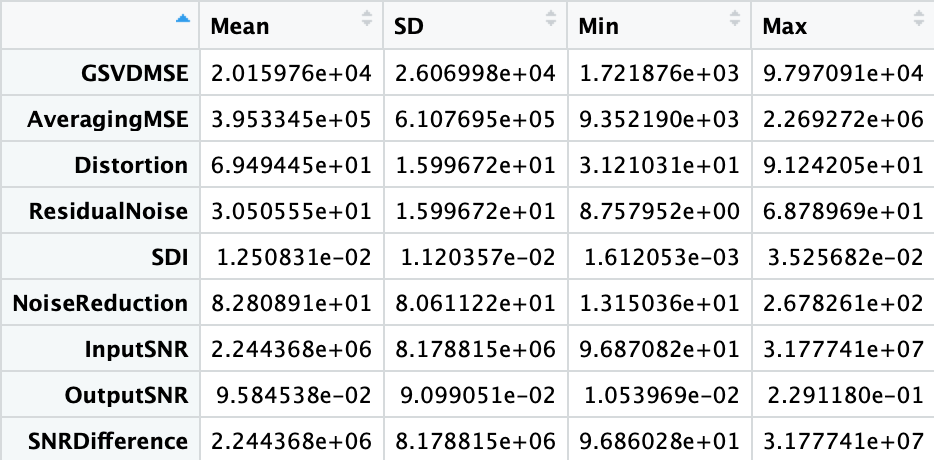 Mean SD Min Max
GSVDMSE 2.015976e+04 2.606998e+04 1.721876e+03 9.797091e+04
AveragingMSE 3.953345e+05 6.107695e+05 9.352190e+03 2.269272e+06
Distortion 6.949445e+01 1.599672e+01 3.121031e+01 9.124205e+01
ResidualNoise 3.050555e+01 1.599672e+01 8.757952e+00 6.878969e+01
SDI 1.250831e-02 1.120357e-02 1.612053e-03 3.525682e-02
NoiseReduction 8.280891e+01 8.061122e+01 1.315036e+01 2.678261e+02
InputSNR 2.244368e+06 8.178815e+06 9.687082e+01 3.177741e+07
OutputSNR 9.584538e-02 9.099051e-02 1.053969e-02 2.291180e-01
SNRDifference 2.244368e+06 8.178815e+06 9.686028e+01 3.177741e+07